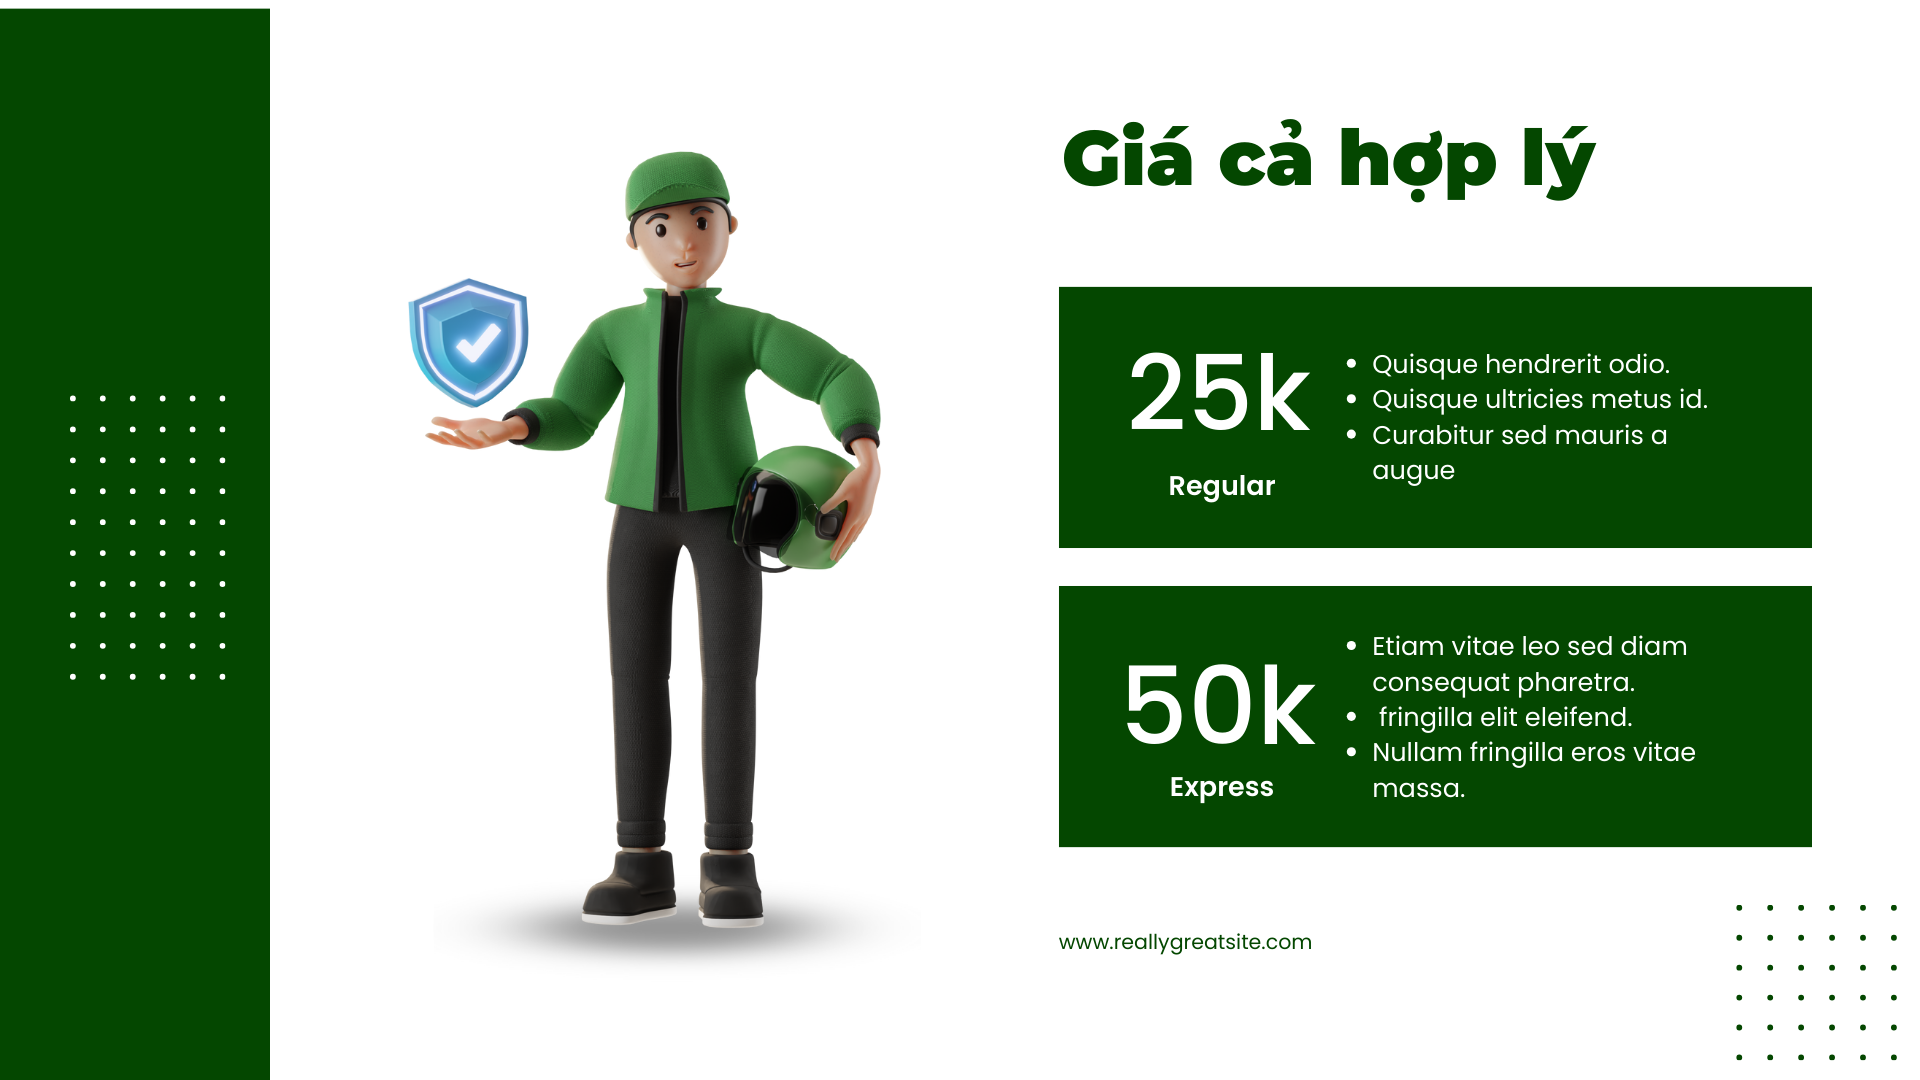 Giá cả hợp lý
25k
Regular
Quisque hendrerit odio.
Quisque ultricies metus id.
Curabitur sed mauris a
augue
50k
Express
Etiam vitae leo sed diam
consequat pharetra.
fringilla elit eleifend.
Nullam fringilla eros vitae
massa.
www.reallygreatsite.com